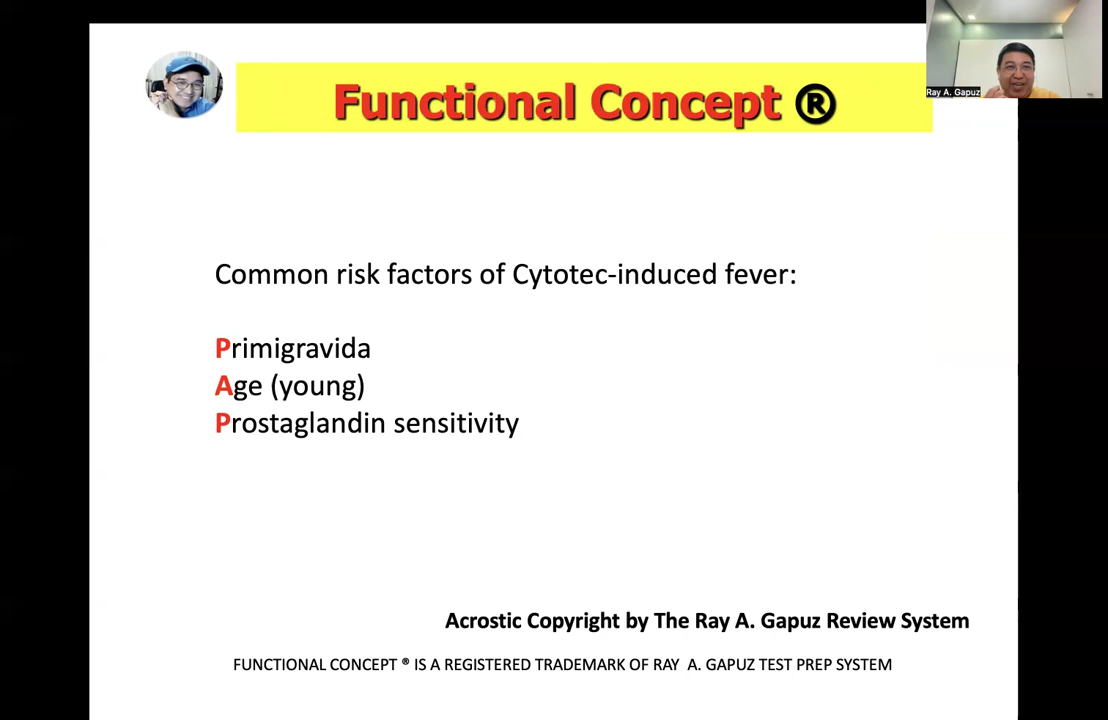 Functional Concept ®
Ray A. Gapuz
Common risk factors of Cytotec-induced fever:
Primigravida
Age (young)
Prostaglandin sensitivity
Acrostic Copyright by The Ray A. Gapuz Review System
FUNCTIONAL CONCEPT ® IS A REGISTERED TRADEMARK OF RAY A. GAPUZ TEST PREP SYSTEM